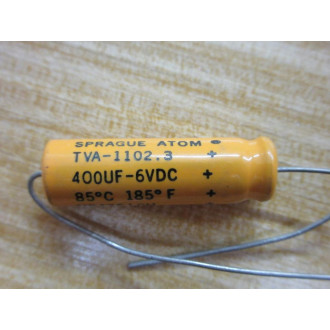 SPRAGUE ATOM ®
TVA-1102.3 +
400UF-6VDC +
85°C 185°F +